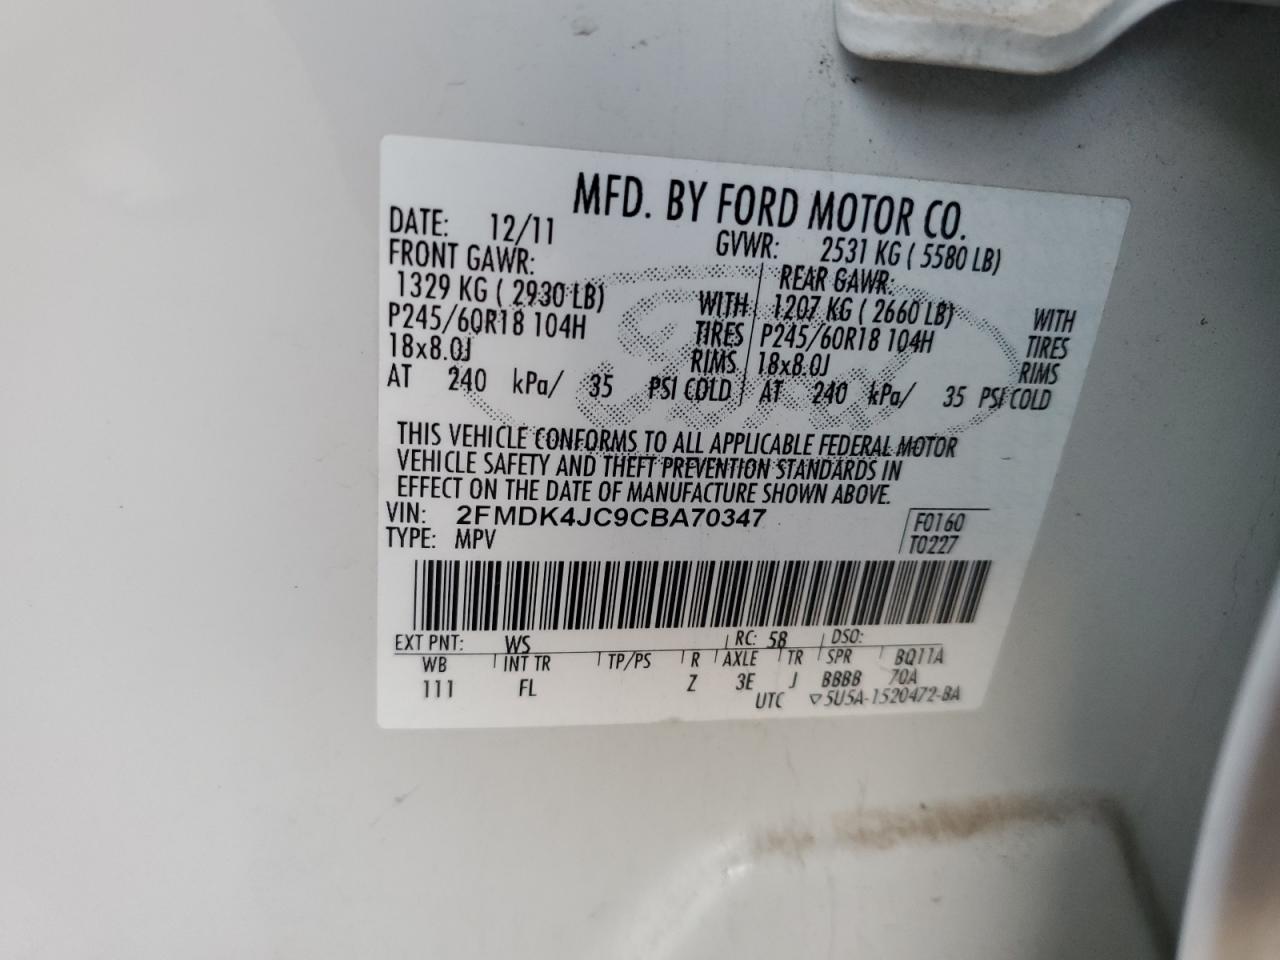 MFD. BY FORD MOTOR CO.
DATE: 12/11 GVWR: 2531 KG ( 5580 LB)
FRONT GAWR: REAR GAWR:
1329 KG ( 2930 LB) WITH 1207 KG ( 2660 LB) WITH
P245/60R18 104H TIRES P245/60R18 104H TIRES
18x8.0J RIMS 18x8.0J RIMS
AT 240 kPa/ 35 PSI COLD AT 240 kPa/ 35 PSI COLD
THIS VEHICLE CONFORMS TO ALL APPLICABLE FEDERAL MOTOR
VEHICLE SAFETY AND THEFT PREVENTION STANDARDS IN
EFFECT ON THE DATE OF MANUFACTURE SHOWN ABOVE.
VIN: 2FMDK4JC9CBA70347 F0160
TYPE: MPV T0227
EXT PNT: WS RC: 58 DSO:
WB INT TR TP/PS R AXLE TR SPR BQ11A
111 FL Z 3E J BBBB 70A
UTC ▽5U5A-1520472-BA